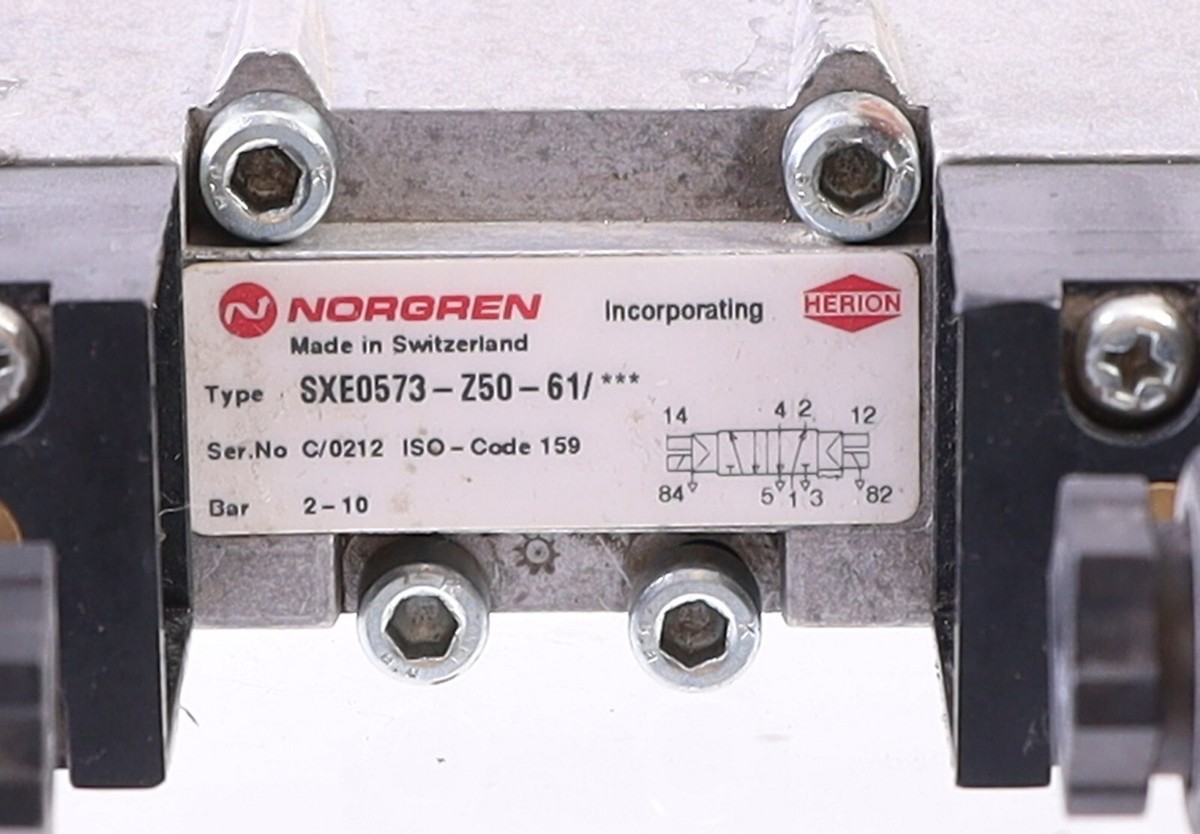 NORGREN Incorporating HERION
Made in Switzerland
Type SXE0573-Z50-61/***
Ser.No C/0212 ISO-Code 159
Bar 2-10
14 4 2 12
84 5 1 3 82